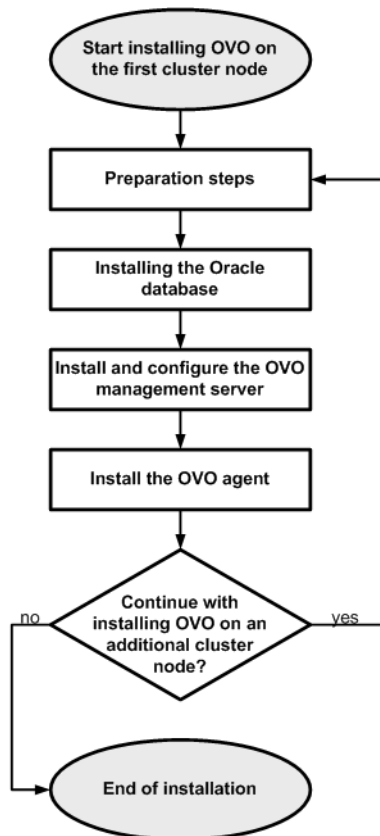 Start installing OVO on
the first cluster node
Preparation steps
Installing the Oracle
database
Install and configure the OVO
management server
Install the OVO agent
Continue with
installing OVO on an
additional cluster
node?
no
yes
End of installation